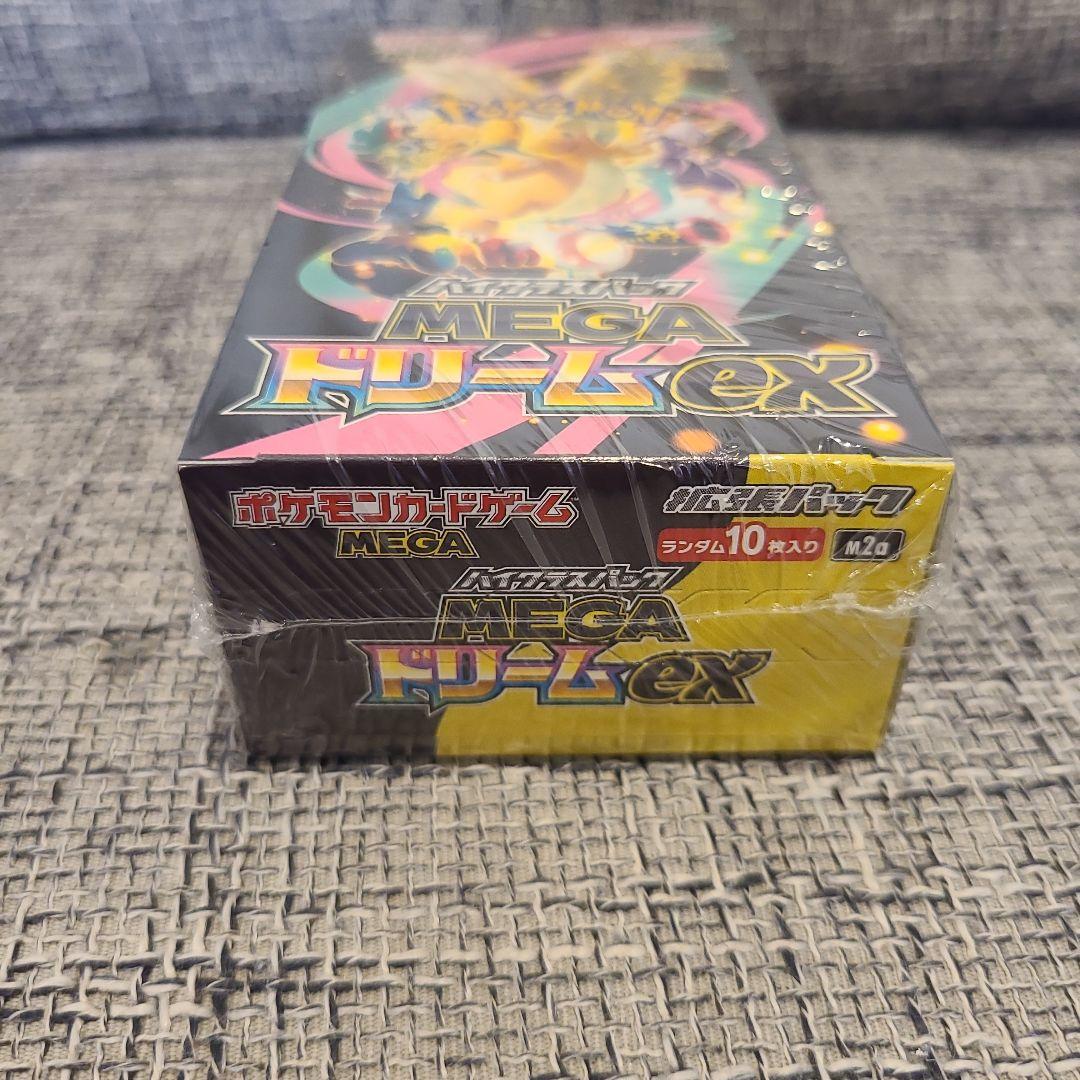 POKÉMON
ハイクラスパック
MEGA
ドリームex
ポケモンカードゲーム
MEGA
拡張パック
ランダム10枚入り
M2a
ハイクラスパック
MEGA
ドリームex